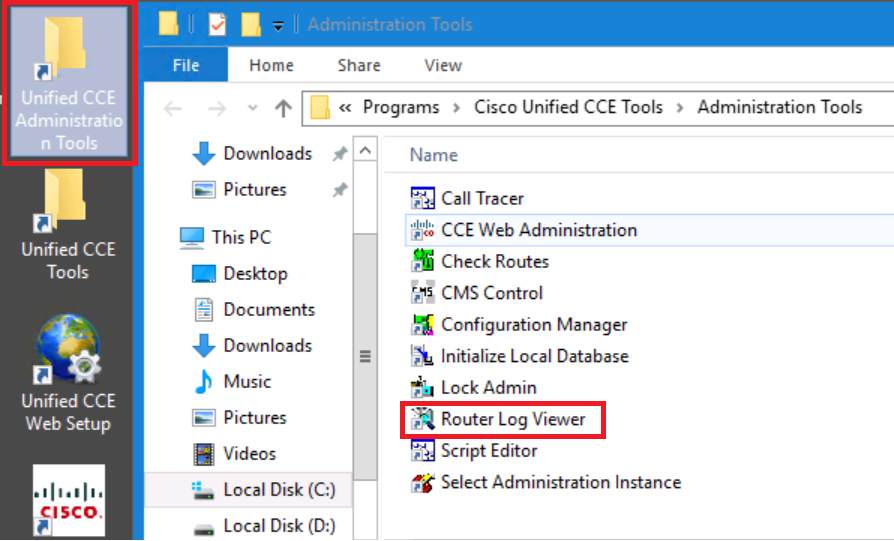 Unified CCE
Administratio
n Tools
Unified CCE
Tools
Unified CCE
Web Setup
CISCO.
Administration Tools
File Home Share View
« Programs > Cisco Unified CCE Tools > Administration Tools
Downloads
Pictures
This PC
Desktop
Documents
Downloads
Music
Pictures
Videos
Local Disk (C:)
Local Disk (D:)
Name
Call Tracer
CCE Web Administration
Check Routes
CMS Control
Configuration Manager
Initialize Local Database
Lock Admin
Router Log Viewer
Script Editor
Select Administration Instance